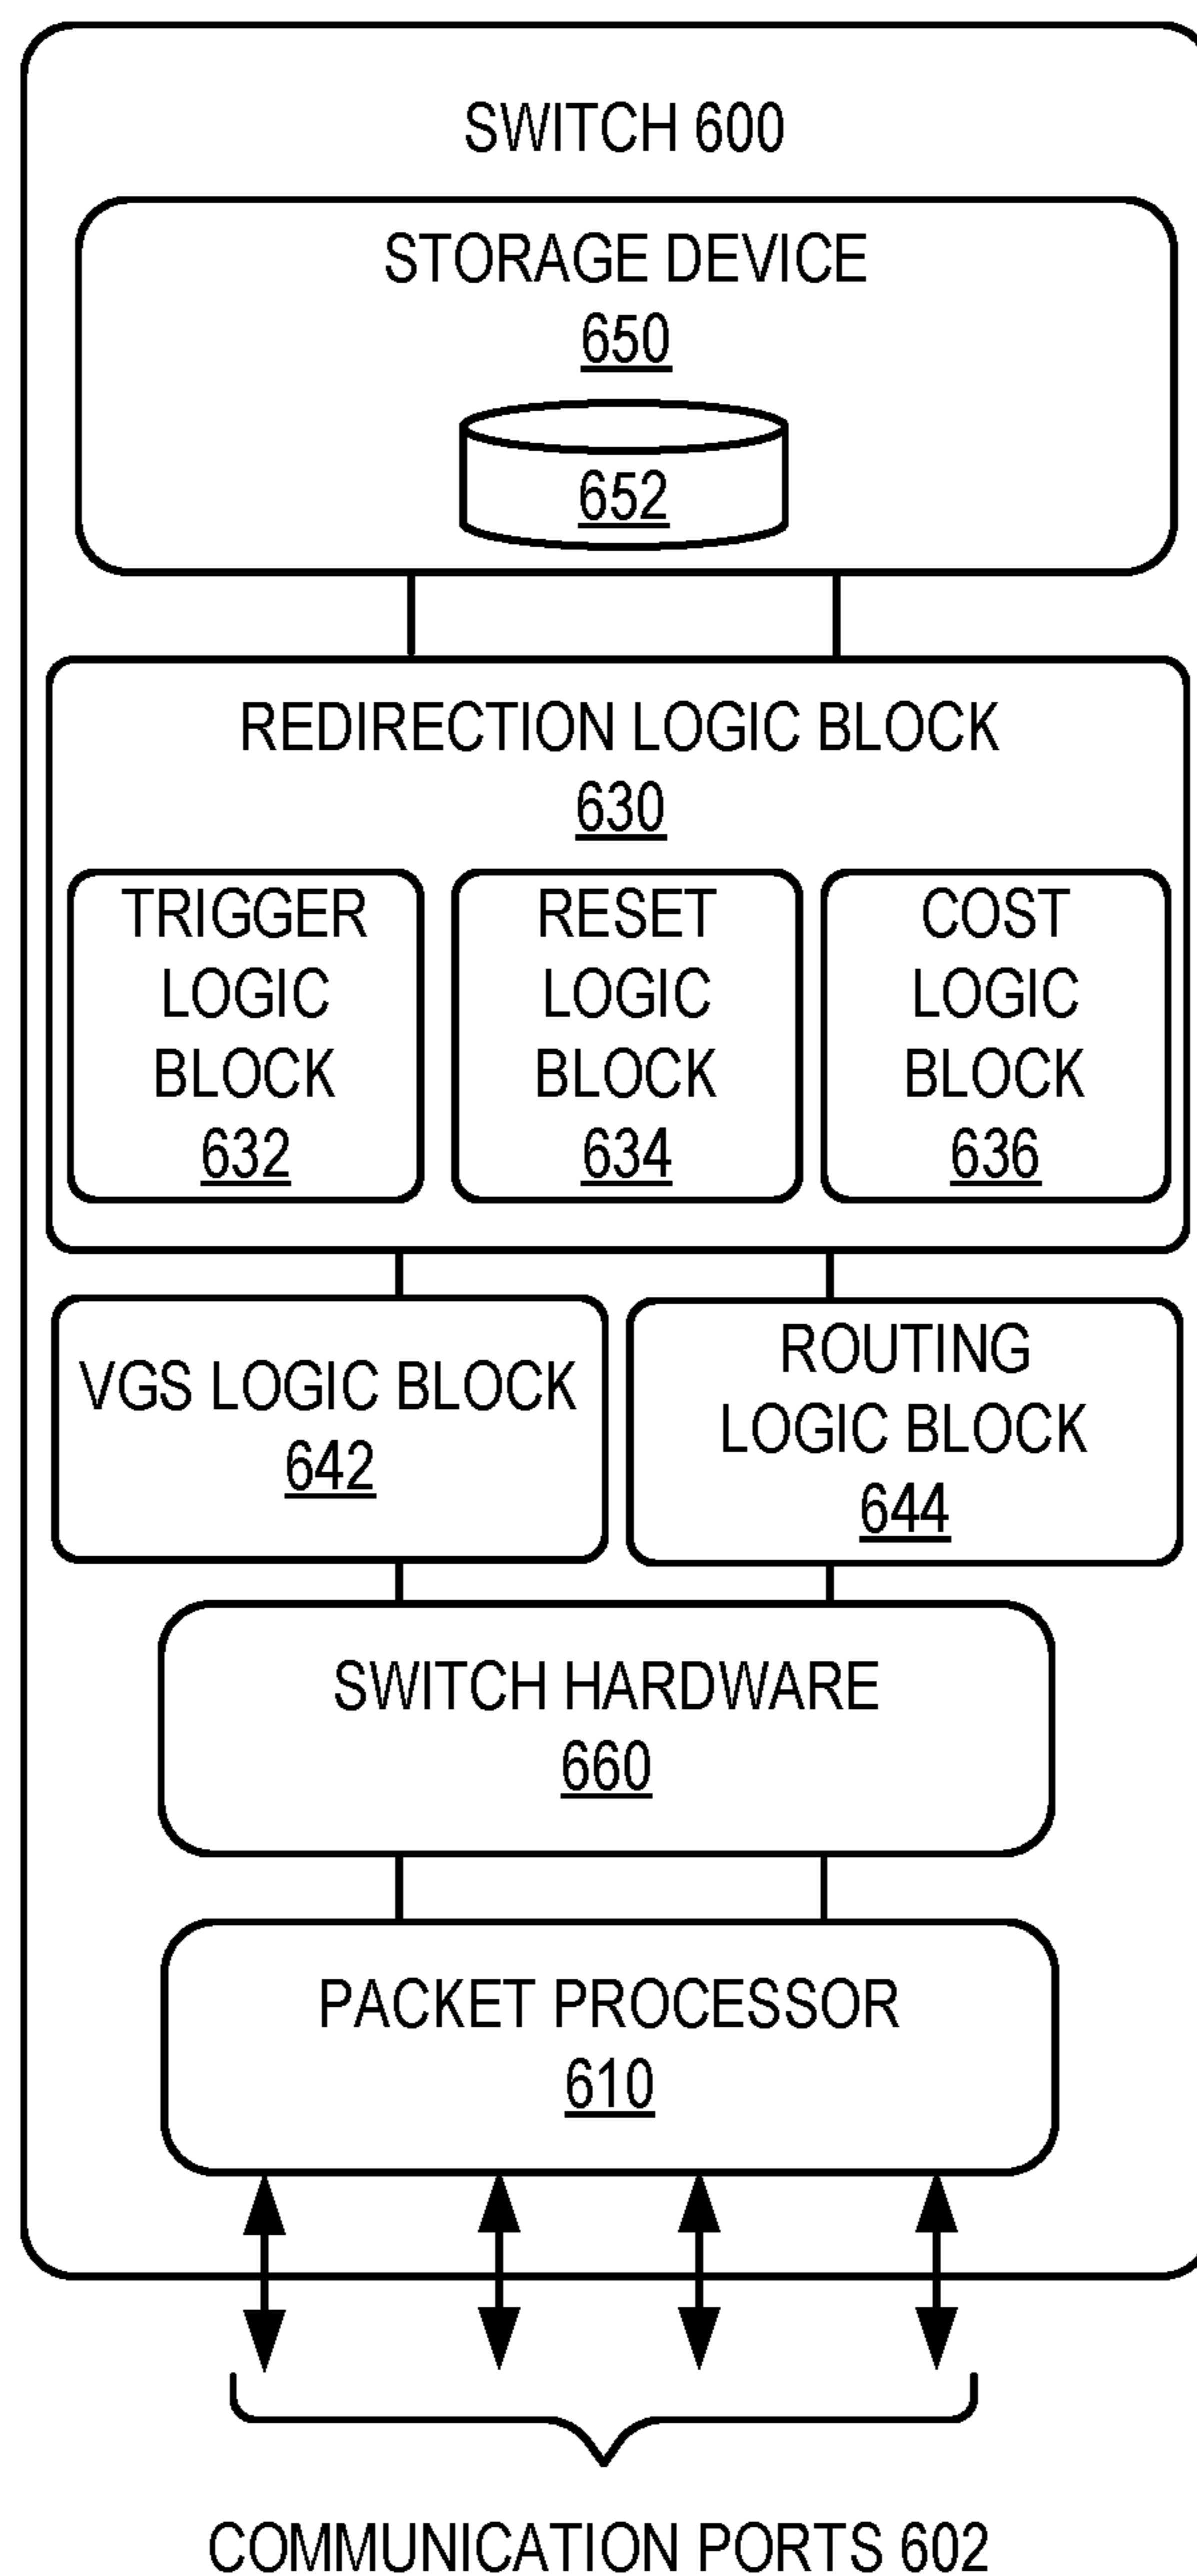 SWITCH 600
STORAGE DEVICE
650
652
REDIRECTION LOGIC BLOCK
630
TRIGGER
LOGIC
BLOCK
632
RESET
LOGIC
BLOCK
634
COST
LOGIC
BLOCK
636
VGS LOGIC BLOCK
642
ROUTING
LOGIC BLOCK
644
SWITCH HARDWARE
660
PACKET PROCESSOR
610
COMMUNICATION PORTS 602